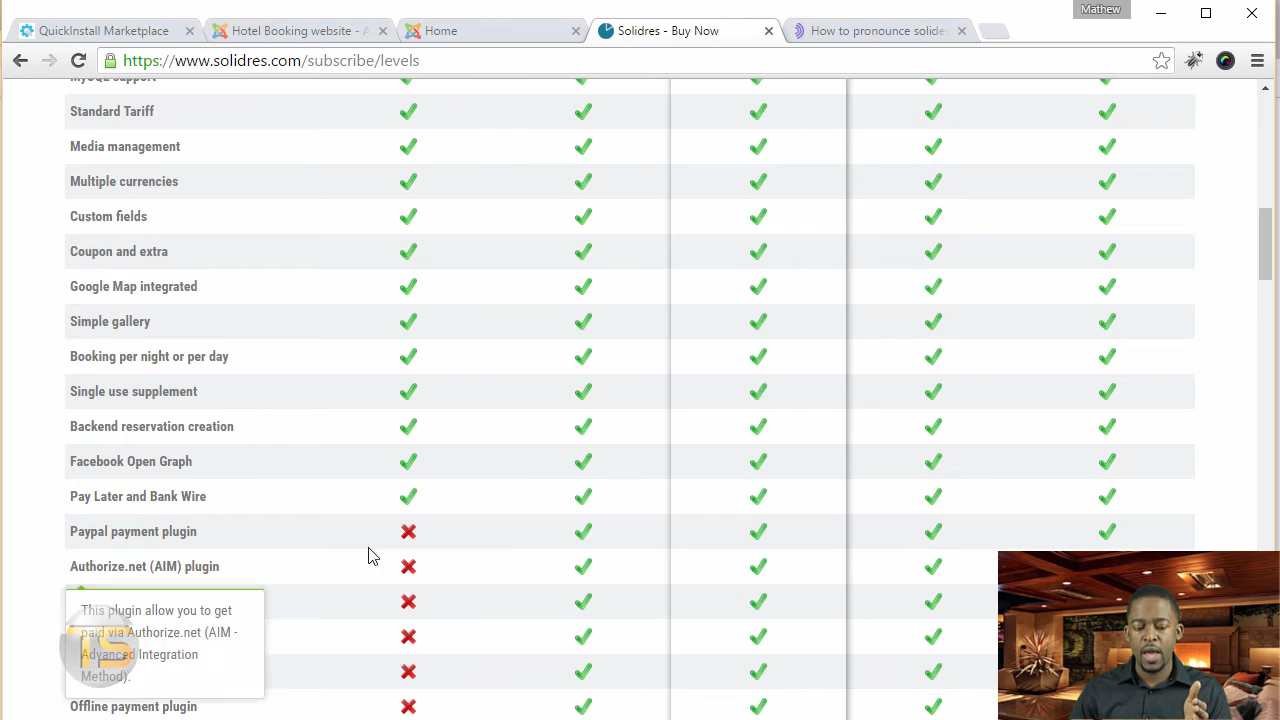 Mathew
QuickInstall Marketplace
Hotel Booking website - A
Home
Solidres - Buy Now
How to pronounce solides
https://www.solidres.com/subscribe/levels
MySQL support
Standard Tariff
Media management
Multiple currencies
Custom fields
Coupon and extra
Google Map integrated
Simple gallery
Booking per night or per day
Single use supplement
Backend reservation creation
Facebook Open Graph
Pay Later and Bank Wire
Paypal payment plugin
Authorize.net (AIM) plugin
This plugin allow you to get
paid via Authorize.net (AIM -
Advanced Integration
Method).
Offline payment plugin